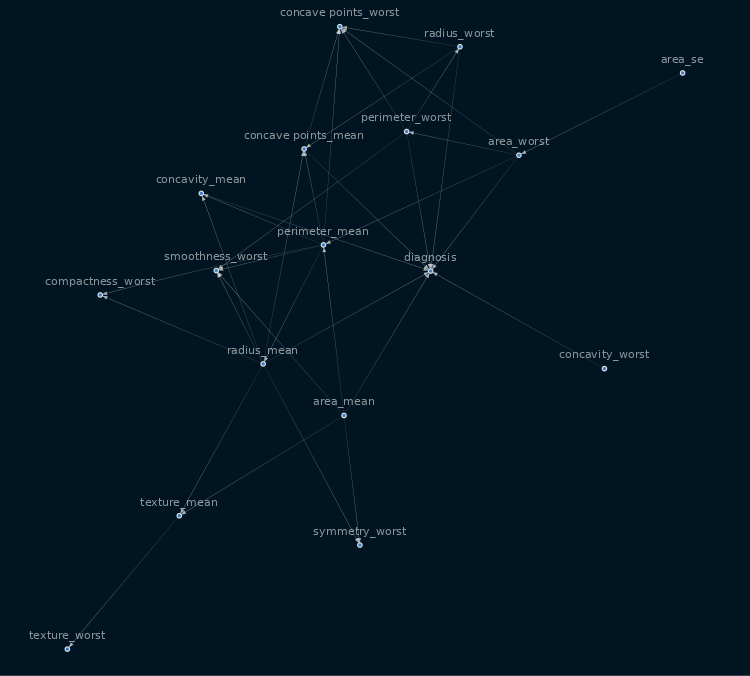 concave points_worst
radius_worst
area_se
perimeter_worst
concave points_mean
area_worst
concavity_mean
perimeter_mean
smoothness_worst
diagnosis
compactness_worst
radius_mean
concavity_worst
area_mean
texture_mean
symmetry_worst
texture_worst